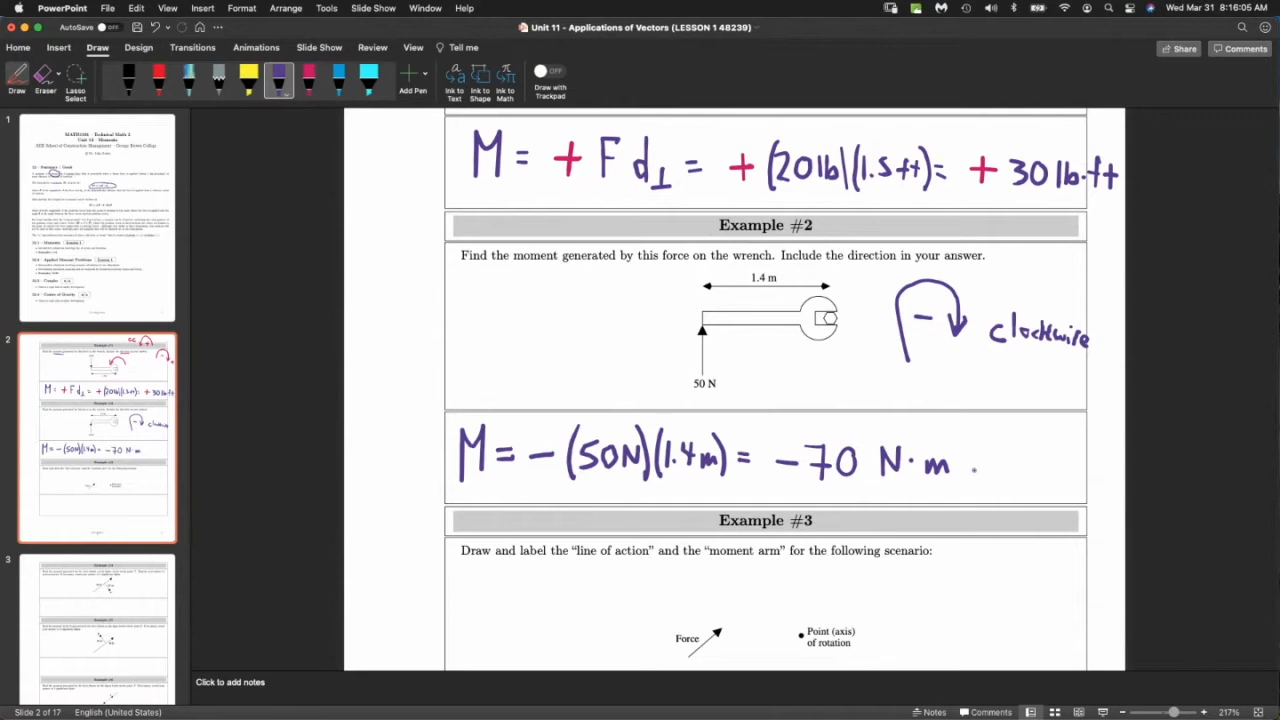 PowerPoint File Edit View Insert Format Arrange Tools Slide Show Window Help Wed Mar 31 8:16:05 AM
AutoSave OFF Unit 11 - Applications of Vectors (LESSON 1 48239)
Home Insert Draw Design Transitions Animations Slide Show Review View Tell me Share Comments
Draw Eraser Lasso Select Add Pen Ink to Text Ink to Shape Ink to Math OFF Draw with Trackpad
1
2
3
M = + F d⊥ = + (20lb)(1.5ft) + 30 lb·ft
Example #2
Find the moment generated by this force on the wrench. Include the direction in your answer.
1.4 m
− clockwise
50 N
M = − (50N)(1.4m) = −70 N·m
Example #3
Draw and label the “line of action” and the “moment arm” for the following scenario:
Force
Point (axis)
of rotation
Click to add notes
Slide 2 of 17 English (United States) Notes Comments 217%